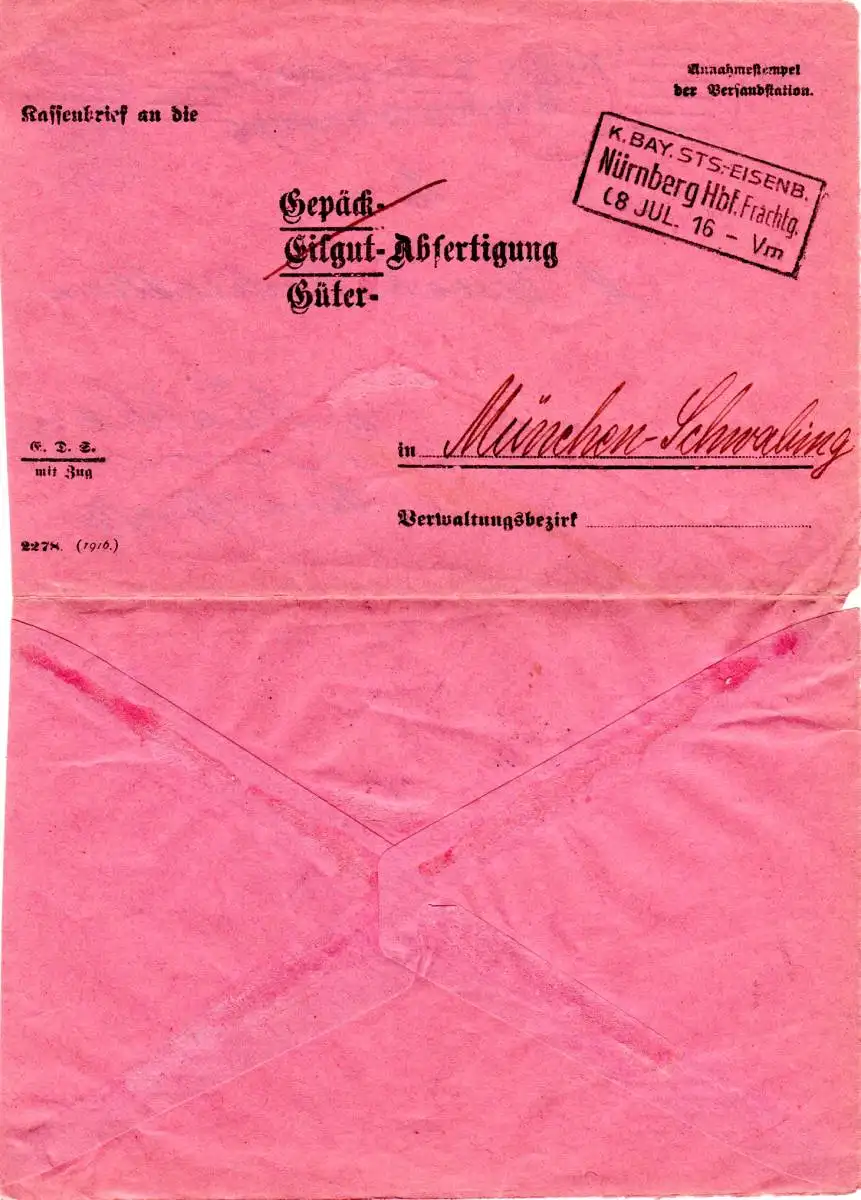 Annahmestempel
der Versandstation.
Kassenbrief an die
K. BAY. STS.-EISENB.
Nürnberg Hbf. Frachtg.
8 JUL. 16 - Vm
Gepäck-
Eilgut-Abfertigung
Güter-
E. D. S.
mit Zug
in München-Schwabing
Verwaltungsbezirk
2278. (1916.)